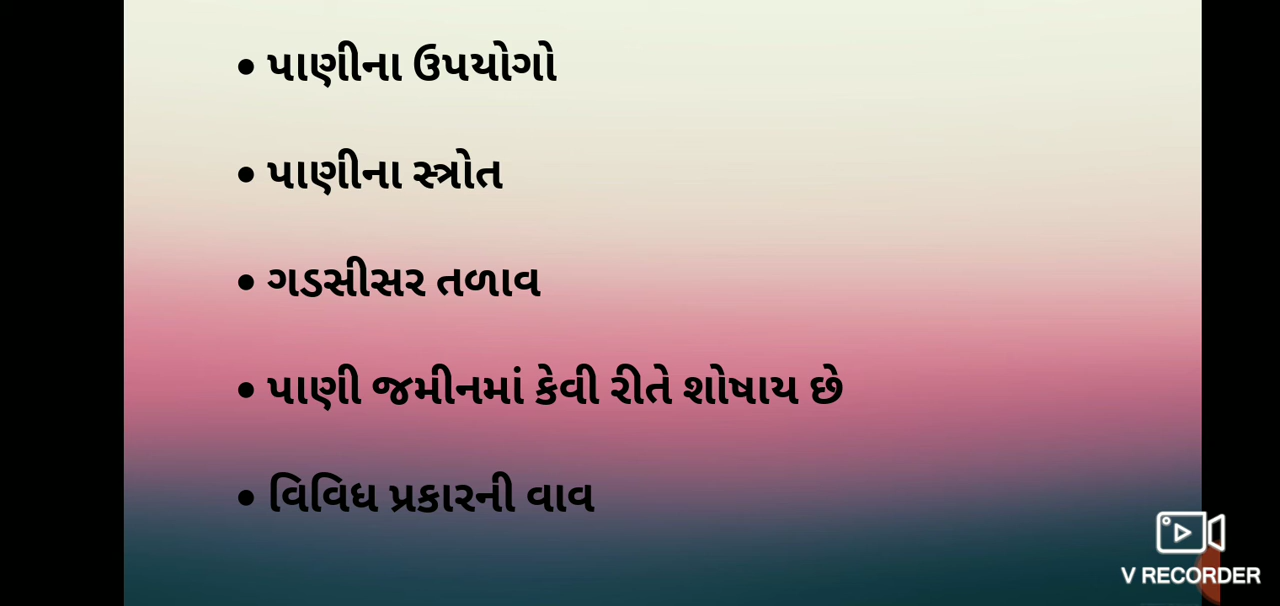 • પાણીના ઉપયોગો
• પાણીના સ્ત્રોત
• ગડસીસર તળાવ
• પાણી જમીનમાં કેવી રીતે શોષાય છે
• વિવિધ પ્રકારની વાવ
V RECORDER